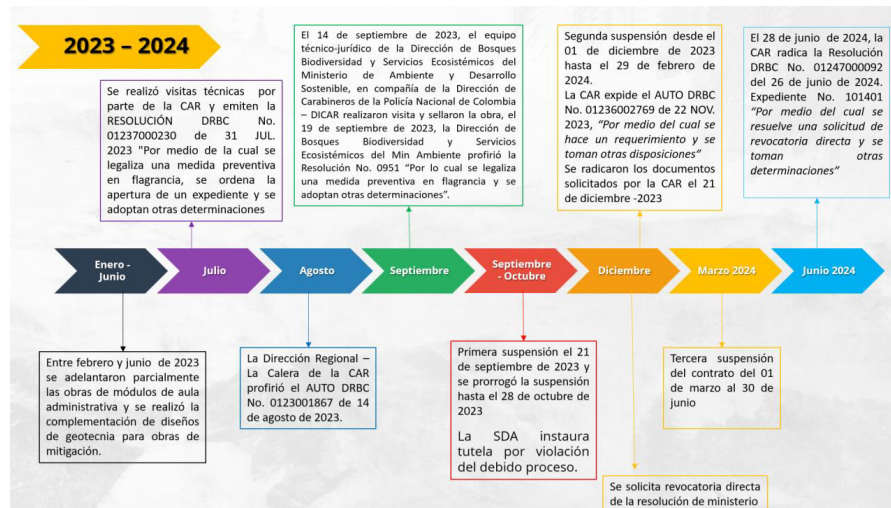 2023 – 2024
Se realizó visitas técnicas por
parte de la CAR y emiten la
RESOLUCIÓN DRBC No.
01237000230 de 31 JUL.
2023 "Por medio de la cual se
legaliza una medida preventiva
en flagrancia, se ordena la
apertura de un expediente y se
adoptan otras determinaciones
El 14 de septiembre de 2023, el equipo
técnico-jurídico de la Dirección de Bosques
Biodiversidad y Servicios Ecosistémicos del
Ministerio de Ambiente y Desarrollo
Sostenible, en compañía de la Dirección de
Carabineros de la Policía Nacional de Colombia
– DICAR realizaron visita y sellaron la obra, el
19 de septiembre de 2023, la Dirección de
Bosques Biodiversidad y Servicios
Ecosistémicos del Min Ambiente profirió la
Resolución No. 0951 “Por lo cual se legaliza
una medida preventiva en flagrancia y se
adoptan otras determinaciones”.
Segunda suspensión desde el
01 de diciembre de 2023
hasta el 29 de febrero de
2024.
La CAR expide el AUTO DRBC
No. 01236002769 de 22 NOV.
2023, “Por medio del cual se
hace un requerimiento y se
toman otras disposiciones”
Se radicaron los documentos
solicitados por la CAR el 21
de diciembre -2023
El 28 de junio de 2024, la
CAR radica la Resolución
DRBC No. 01247000092
del 26 de junio de 2024.
Expediente No. 101401
“Por medio del cual se
resuelve una solicitud de
revocatoria directa y se
toman otras
determinaciones”
Enero -
Junio
Julio
Agosto
Septiembre
Septiembre
- Octubre
Diciembre
Marzo 2024
Junio 2024
Entre febrero y junio de 2023
se adelantaron parcialmente
las obras de módulos de aula
administrativa y se realizó la
complementación de diseños
de geotecnia para obras de
mitigación.
La Dirección Regional –
La Calera de la CAR
profirió el AUTO DRBC
No. 0123001867 de 14
de agosto de 2023.
Primera suspensión el 21
de septiembre de 2023 y
se prorrogó la suspensión
hasta el 28 de octubre de
2023
La SDA instaura
tutela por violación
del debido proceso.
Tercera suspensión
del contrato del 01
de marzo al 30 de
junio
Se solicita revocatoria directa
de la resolución de ministerio